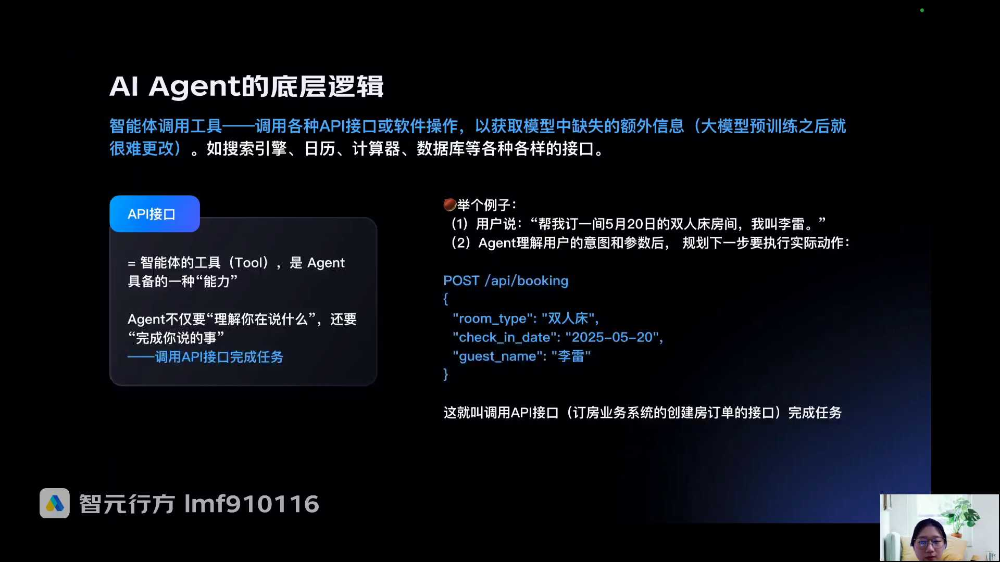 AI Agent的底层逻辑
智能体调用工具——调用各种API接口或软件操作，以获取模型中缺失的额外信息（大模型预训练之后就
很难更改）。如搜索引擎、日历、计算器、数据库等各种各样的接口。
API接口
= 智能体的工具（Tool），是 Agent
具备的一种“能力”
Agent不仅要“理解你在说什么”，还要
“完成你说的事”
——调用API接口完成任务
举个例子：
（1）用户说：“帮我订一间5月20日的双人床房间，我叫李雷。”
（2）Agent理解用户的意图和参数后， 规划下一步要执行实际动作：
POST /api/booking
{
"room_type": "双人床",
"check_in_date": "2025-05-20",
"guest_name": "李雷"
}
这就叫调用API接口（订房业务系统的创建房订单的接口）完成任务
智元行方 lmf910116